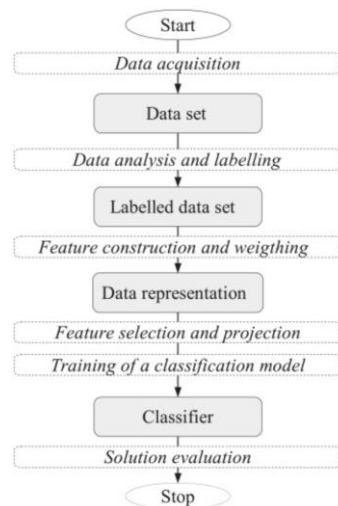 Start
Data acquisition
Data set
Data analysis and labelling
Labelled data set
Feature construction and weigthing
Data representation
Feature selection and projection
Training of a classification model
Classifier
Solution evaluation
Stop